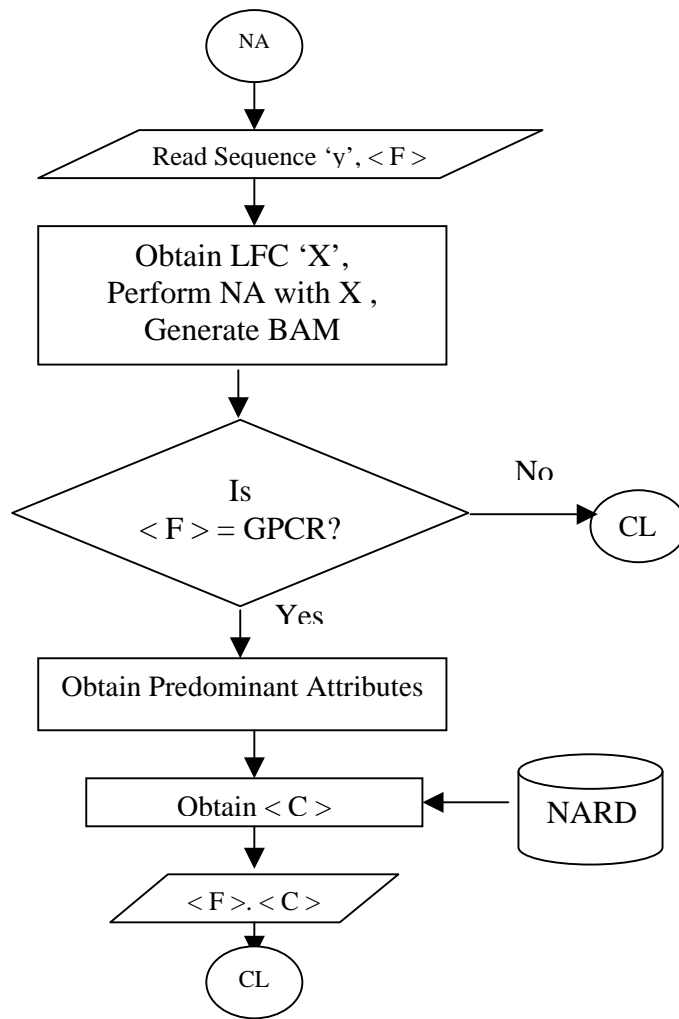 NA
Read Sequence ‘y’, < F >
Obtain LFC ‘X’,
Perform NA with X ,
Generate BAM
Is
< F > = GPCR?
No
CL
Yes
Obtain Predominant Attributes
Obtain < C >
NARD
< F >. < C >
CL